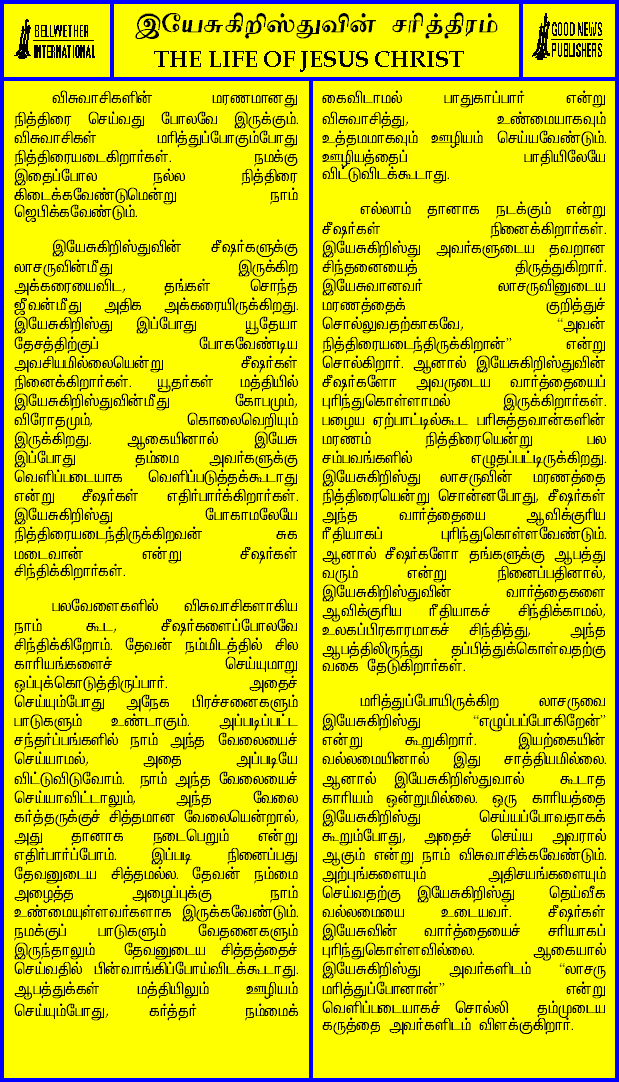 BELLWETHER
INTERNATIONAL
இயேசுகிறிஸ்துவின் சரித்திரம்
THE LIFE OF JESUS CHRIST
GOOD NEWS
PUBLISHERS
விசுவாசிகளின் மரணமானது
நித்திரை செய்வது போலவே இருக்கும்.
விசுவாசிகள் மரித்துப்போகும்போது
நித்திரையடைகிறார்கள். நமக்கு
இதைப்போல நல்ல நித்திரை
கிடைக்கவேண்டுமென்று நாம்
ஜெபிக்கவேண்டும்.
இயேசுகிறிஸ்துவின் சீஷர்களுக்கு
லாசருவின்மீது இருக்கிற
அக்கரையைவிட, தங்கள் சொந்த
ஜீவன்மீது அதிக அக்கரையிருக்கிறது.
இயேசுகிறிஸ்து இப்போது யூதேயா
தேசத்திற்குப் போகவேண்டிய
அவசியமில்லையென்று சீஷர்கள்
நினைக்கிறார்கள். யூதர்கள் மத்தியில்
இயேசுகிறிஸ்துவின்மீது கோபமும்,
விரோதமும், கொலைவெறியும்
இருக்கிறது. ஆகையினால் இயேசு
இப்போது தம்மை அவர்களுக்கு
வெளிப்படையாக வெளிப்படுத்தக்கூடாது
என்று சீஷர்கள் எதிர்பார்க்கிறார்கள்.
இயேசுகிறிஸ்து போகாமலேயே
நித்திரையடைந்திருக்கிறவன் சுக
மடைவான் என்று சீஷர்கள்
சிந்திக்கிறார்கள்.
பலவேளைகளில் விசுவாசிகளாகிய
நாம் கூட, சீஷர்களைப்போலவே
சிந்திக்கிறோம். தேவன் நம்மிடத்தில் சில
காரியங்களைச் செய்யுமாறு
ஒப்புக்கொடுத்திருப்பார். அதைச்
செய்யும்போது அநேக பிரச்சனைகளும்
பாடுகளும் உண்டாகும். அப்படிப்பட்ட
சந்தர்ப்பங்களில் நாம் அந்த வேலையைச்
செய்யாமல், அதை அப்படியே
விட்டுவிடுவோம். நாம் அந்த வேலையைச்
செய்யாவிட்டாலும், அந்த வேலை
கர்த்தருக்குச் சித்தமான வேலையென்றால்,
அது தானாக நடைபெறும் என்று
எதிர்பார்ப்போம். இப்படி நினைப்பது
தேவனுடைய சித்தமல்ல. தேவன் நம்மை
அழைத்த அழைப்புக்கு நாம்
உண்மையுள்ளவர்களாக இருக்கவேண்டும்.
நமக்குப் பாடுகளும் வேதனைகளும்
இருந்தாலும் தேவனுடைய சித்தத்தைச்
செய்வதில் பின்வாங்கிப்போய்விடக்கூடாது.
ஆபத்துக்கள் மத்தியிலும் ஊழியம்
செய்யும்போது, கர்த்தர் நம்மைக்
கைவிடாமல் பாதுகாப்பார் என்று
விசுவாசித்து, உண்மையாகவும்
உத்தமமாகவும் ஊழியம் செய்யவேண்டும்.
ஊழியத்தைப் பாதியிலேயே
விட்டுவிடக்கூடாது.
எல்லாம் தானாக நடக்கும் என்று
சீஷர்கள் நினைக்கிறார்கள்.
இயேசுகிறிஸ்து அவர்களுடைய தவறான
சிந்தனையைத் திருத்துகிறார்.
இயேசுவானவர் லாசருவினுடைய
மரணத்தைக் குறித்துச்
சொல்லுவதற்காகவே, “அவன்
நித்திரையடைந்திருக்கிறான்” என்று
சொல்கிறார். ஆனால் இயேசுகிறிஸ்துவின்
சீஷர்களோ அவருடைய வார்த்தையைப்
புரிந்துகொள்ளாமல் இருக்கிறார்கள்.
பழைய ஏற்பாட்டில்கூட பரிசுத்தவான்களின்
மரணம் நித்திரையென்று பல
சம்பவங்களில் எழுதப்பட்டிருக்கிறது.
இயேசுகிறிஸ்து லாசருவின் மரணத்தை
நித்திரையென்று சொன்னபோது, சீஷர்கள்
அந்த வார்த்தையை ஆவிக்குரிய
ரீதியாகப் புரிந்துகொள்ளவேண்டும்.
ஆனால் சீஷர்களோ தங்களுக்கு ஆபத்து
வரும் என்று நினைப்பதினால்,
இயேசுகிறிஸ்துவின் வார்த்தைகளை
ஆவிக்குரிய ரீதியாகச் சிந்திக்காமல்,
உலகப்பிரகாரமாகச் சிந்தித்து, அந்த
ஆபத்திலிருந்து தப்பித்துக்கொள்வதற்கு
வகை தேடுகிறார்கள்.
மரித்துப்போயிருக்கிற லாசருவை
இயேசுகிறிஸ்து “எழுப்பப்போகிறேன்”
என்று கூறுகிறார். இயற்கையின்
வல்லமையினால் இது சாத்தியமில்லை.
ஆனால் இயேசுகிறிஸ்துவால் கூடாத
காரியம் ஒன்றுமில்லை. ஒரு காரியத்தை
இயேசுகிறிஸ்து செய்யப்போவதாகக்
கூறும்போது, அதைச் செய்ய அவரால்
ஆகும் என்று நாம் விசுவாசிக்கவேண்டும்.
அற்புங்களையும் அதிசயங்களையும்
செய்வதற்கு இயேசுகிறிஸ்து தெய்வீக
வல்லமையை உடையவர். சீஷர்கள்
இயேசுவின் வார்த்தையைச் சரியாகப்
புரிந்துகொள்ளவில்லை. ஆகையால்
இயேசுகிறிஸ்து அவர்களிடம் “லாசரு
மரித்துப்போனான்” என்று
வெளிப்படையாகச் சொல்லி தம்முடைய
கருத்தை அவர்களிடம் விளக்குகிறார்.